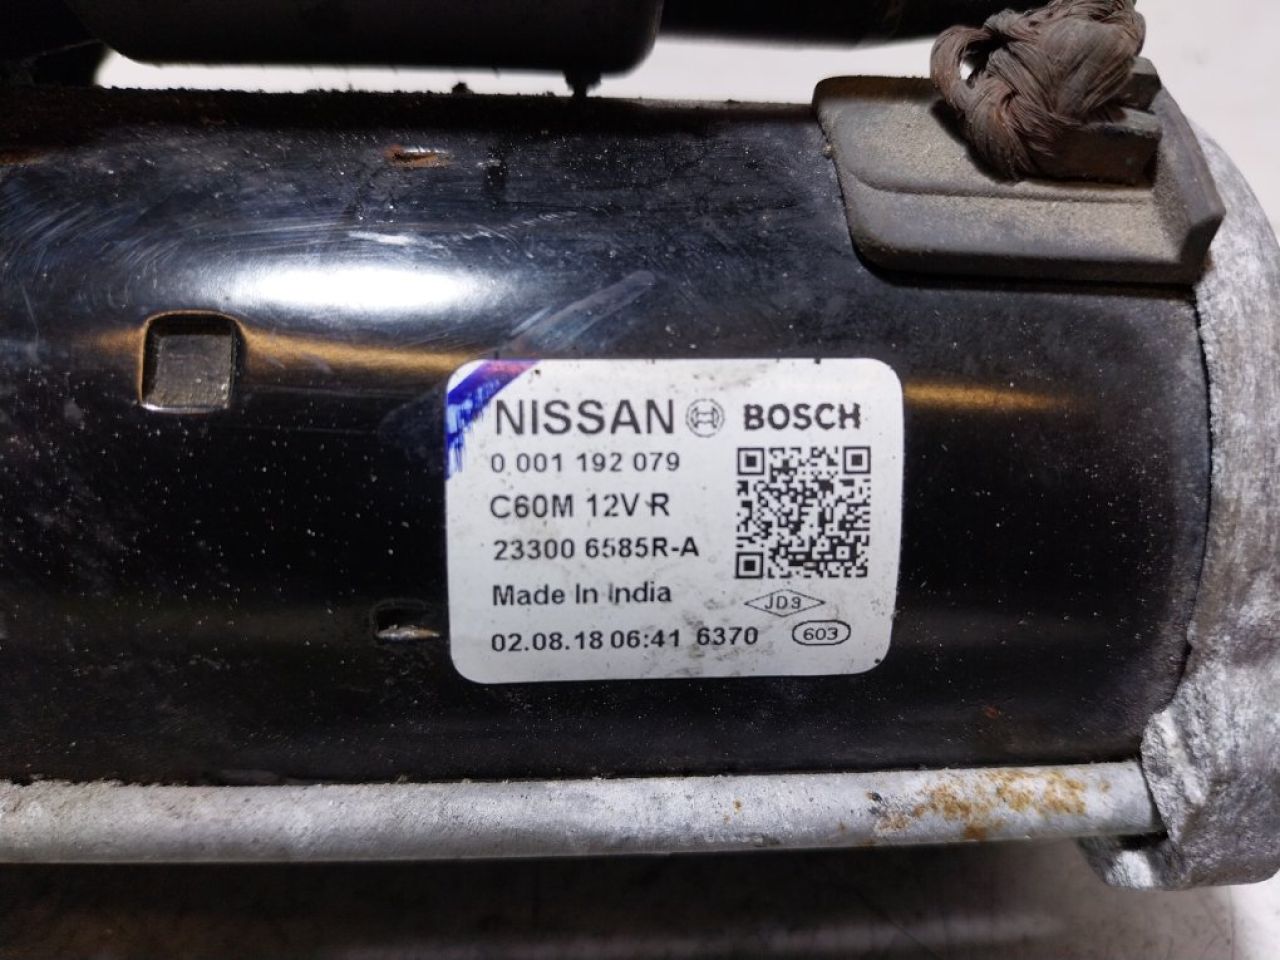 NISSAN BOSCH
0 001 192 079
C60M 12V R
23300 6585R-A
Made In India
JD3
02.08.18 06:41 6370 603